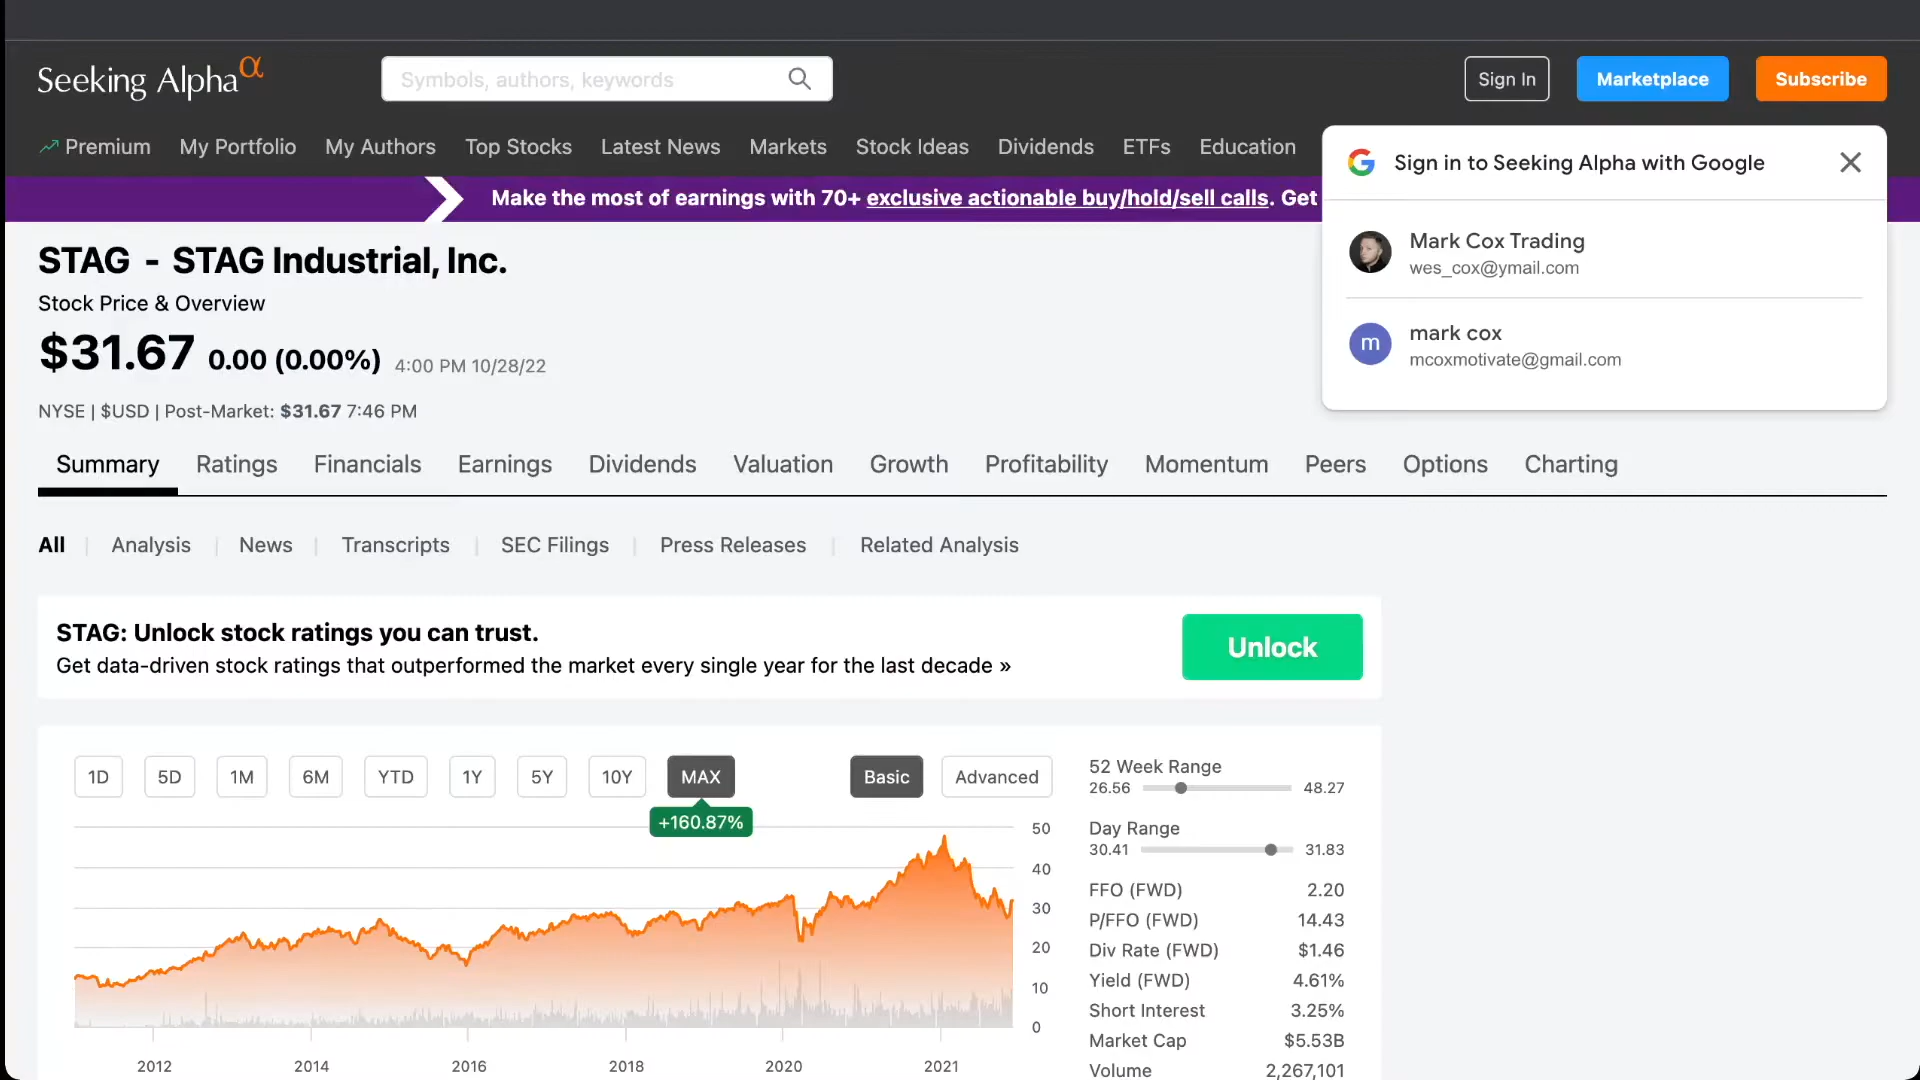 Seeking Alpha α
Symbols, authors, keywords
Sign In
Marketplace
Subscribe
Premium
My Portfolio
My Authors
Top Stocks
Latest News
Markets
Stock Ideas
Dividends
ETFs
Education
Make the most of earnings with 70+ exclusive actionable buy/hold/sell calls. Get
Sign in to Seeking Alpha with Google
Mark Cox Trading
wes_cox@ymail.com
m
mark cox
mcoxmotivate@gmail.com
STAG - STAG Industrial, Inc.
Stock Price & Overview
$31.67 0.00 (0.00%) 4:00 PM 10/28/22
NYSE | $USD | Post-Market: $31.67 7:46 PM
Summary
Ratings
Financials
Earnings
Dividends
Valuation
Growth
Profitability
Momentum
Peers
Options
Charting
All
Analysis
News
Transcripts
SEC Filings
Press Releases
Related Analysis
STAG: Unlock stock ratings you can trust.
Get data-driven stock ratings that outperformed the market every single year for the last decade »
Unlock
1D
5D
1M
6M
YTD
1Y
5Y
10Y
MAX
Basic
Advanced
+160.87%
50
40
30
20
10
0
2012
2014
2016
2018
2020
2021
52 Week Range
26.56 48.27
Day Range
30.41 31.83
FFO (FWD) 2.20
P/FFO (FWD) 14.43
Div Rate (FWD) $1.46
Yield (FWD) 4.61%
Short Interest 3.25%
Market Cap $5.53B
Volume 2,267,101